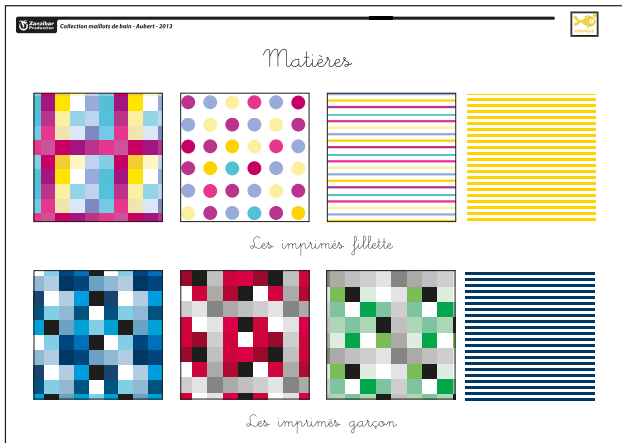 Zanzibar
Production
Collection maillots de bain - Aubert - 2013
Matières
Les imprimés fillette
Les imprimés garçon